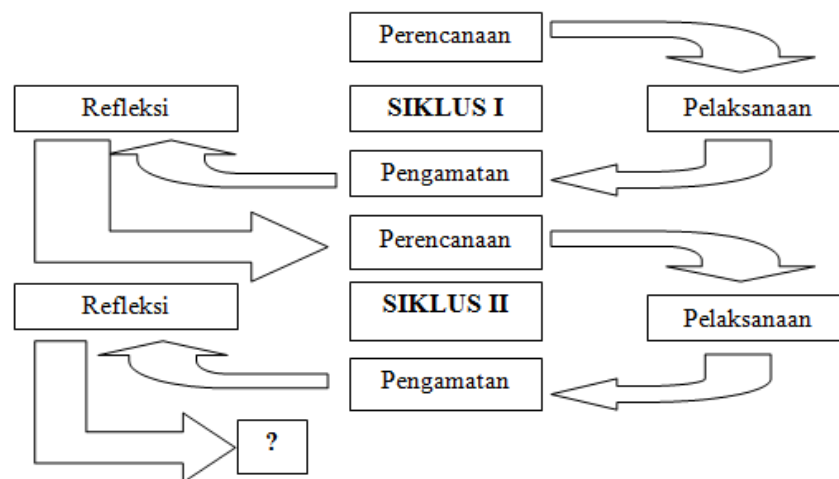 Perencanaan
Refleksi
SIKLUS I
Pelaksanaan
Pengamatan
Perencanaan
Refleksi
SIKLUS II
Pelaksanaan
Pengamatan
?